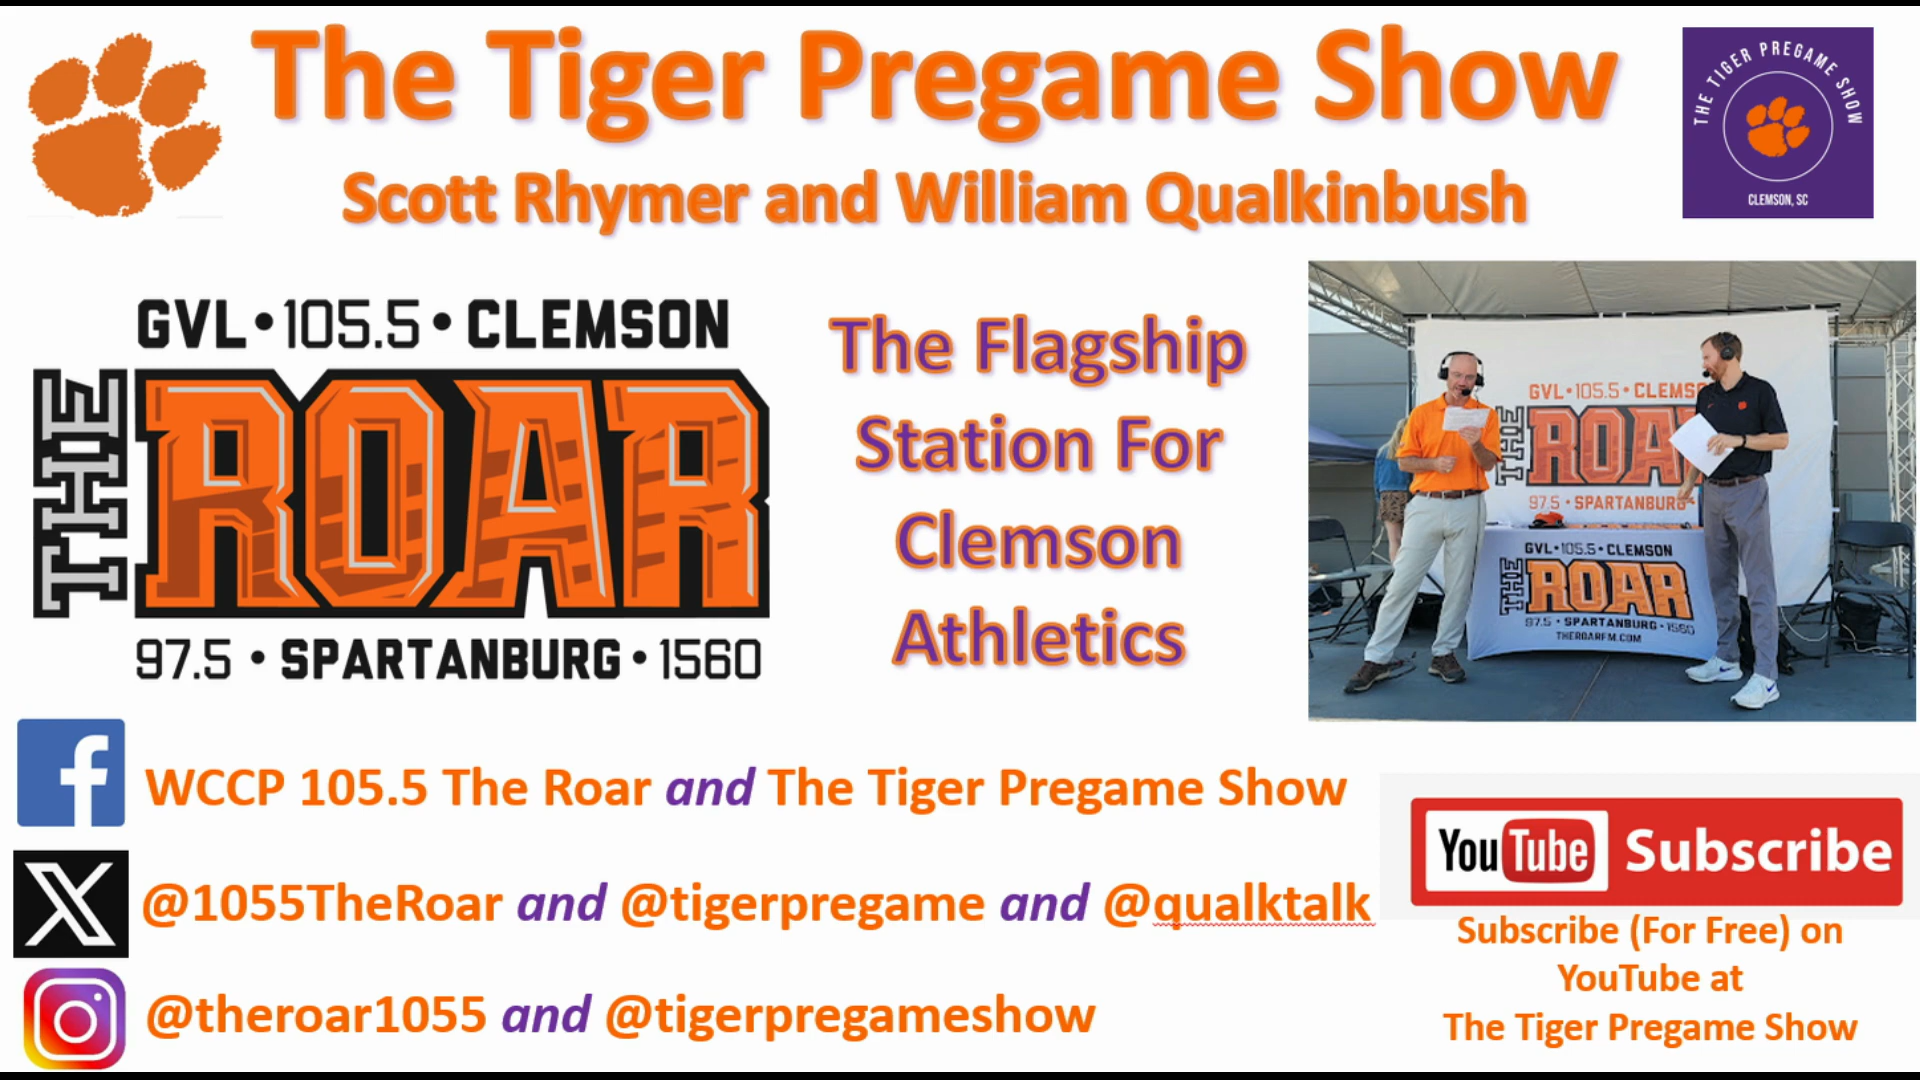 The Tiger Pregame Show
Scott Rhymer and William Qualkinbush
THE TIGER PREGAME SHOW
CLEMSON, SC
GVL • 105.5 • CLEMSON
THE ROAR
97.5 • SPARTANBURG • 1560
The Flagship
Station For
Clemson
Athletics
GVL • 105.5 • CLEMS
THE ROA
97.5 • SPARTANBURG
GVL • 105.5 • CLEMSON
THE ROAR
97.5 • SPARTANBURG • 1560
THEROARFM.COM
f WCCP 105.5 The Roar and The Tiger Pregame Show
X @1055TheRoar and @tigerpregame and @qualktalk
@theroar1055 and @tigerpregameshow
YouTube Subscribe
Subscribe (For Free) on
YouTube at
The Tiger Pregame Show